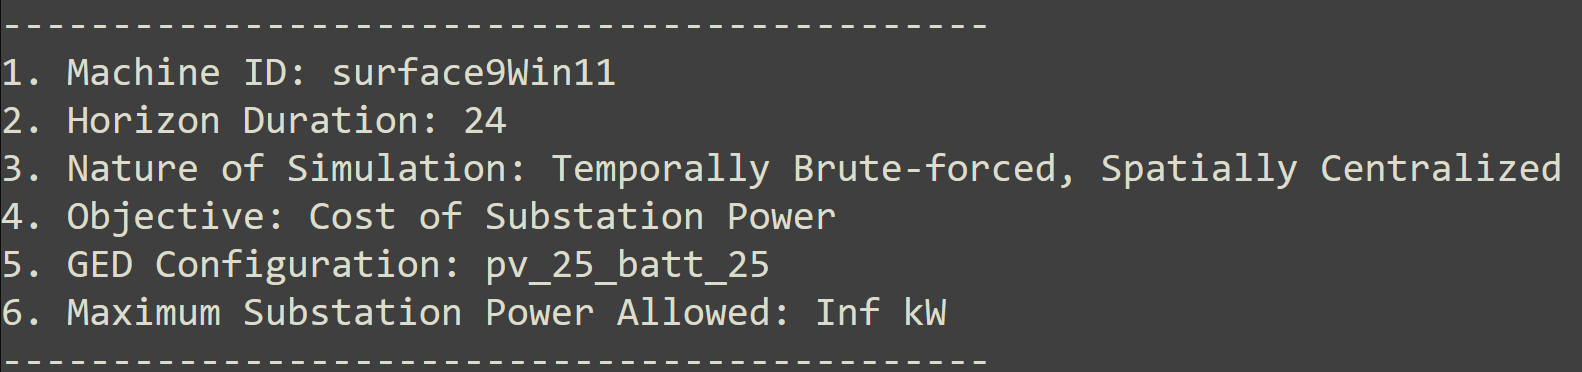 ---------------------------------------------
1. Machine ID: surface9Win11
2. Horizon Duration: 24
3. Nature of Simulation: Temporally Brute-forced, Spatially Centralized
4. Objective: Cost of Substation Power
5. GED Configuration: pv_25_batt_25
6. Maximum Substation Power Allowed: Inf kW
---------------------------------------------